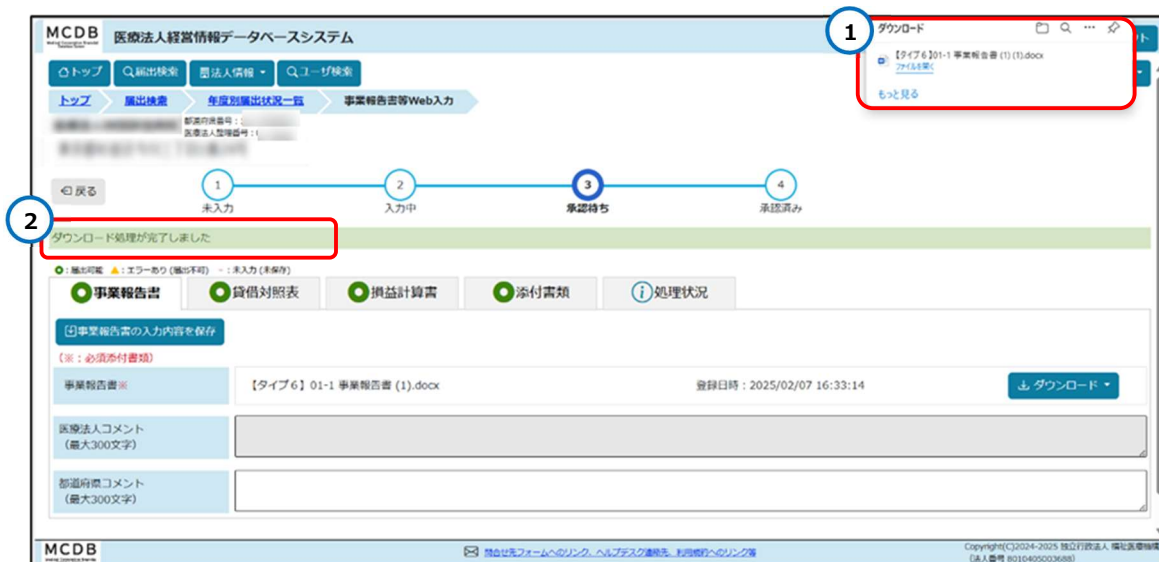 MCDB 医療法人経営情報データベースシステム
1
ダウンロード
【タイプ6】01-1 事業報告書 (1) (1).docx
ファイルを開く
もっと見る
トップ 届出検索 法人情報 ユーザ検索
トップ 届出検索 年度別届出状況一覧 事業報告書等Web入力
都道府県番号：
医療法人整理番号：
戻る
1 2 3 4
未入力 入力中 承認待ち 承認済み
2
ダウンロード処理が完了しました
：届出可能 ：エラーあり (届出不可) -：未入力 (未保存)
事業報告書 貸借対照表 損益計算書 添付書類 処理状況
事業報告書の入力内容を保存
(※：必須添付書類)
事業報告書※ 【タイプ6】01-1 事業報告書 (1).docx 登録日時：2025/02/07 16:33:14 ダウンロード
医療法人コメント
(最大300文字)
都道府県コメント
(最大300文字)
MCDB 問合せ先フォームへのリンク、ヘルプデスク連絡先、利用規約へのリンク等 Copyright(C)2024-2025 独立行政法人 福祉医療機構
(法人番号 8010405003688)